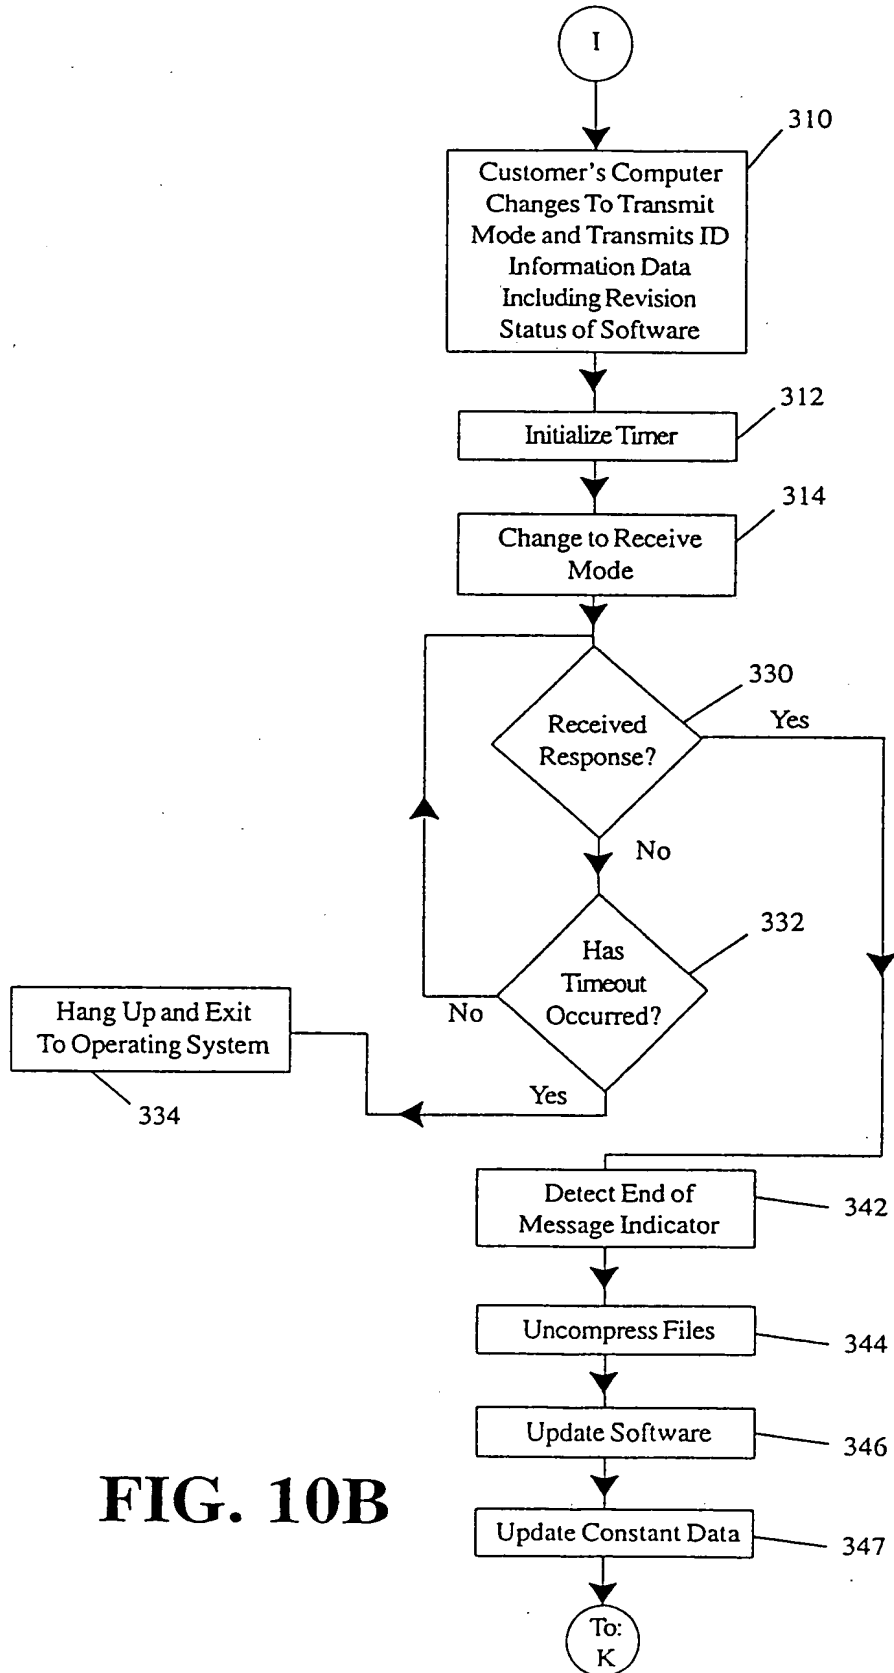 I
310
Customer's Computer
Changes To Transmit
Mode and Transmits ID
Information Data
Including Revision
Status of Software
312
Initialize Timer
314
Change to Receive
Mode
330
Received
Response?
Yes
No
332
Has
Timeout
Occurred?
No
Yes
Hang Up and Exit
To Operating System
334
Detect End of
Message Indicator
342
Uncompress Files
344
Update Software
346
Update Constant Data
347
To:
K
FIG. 10B